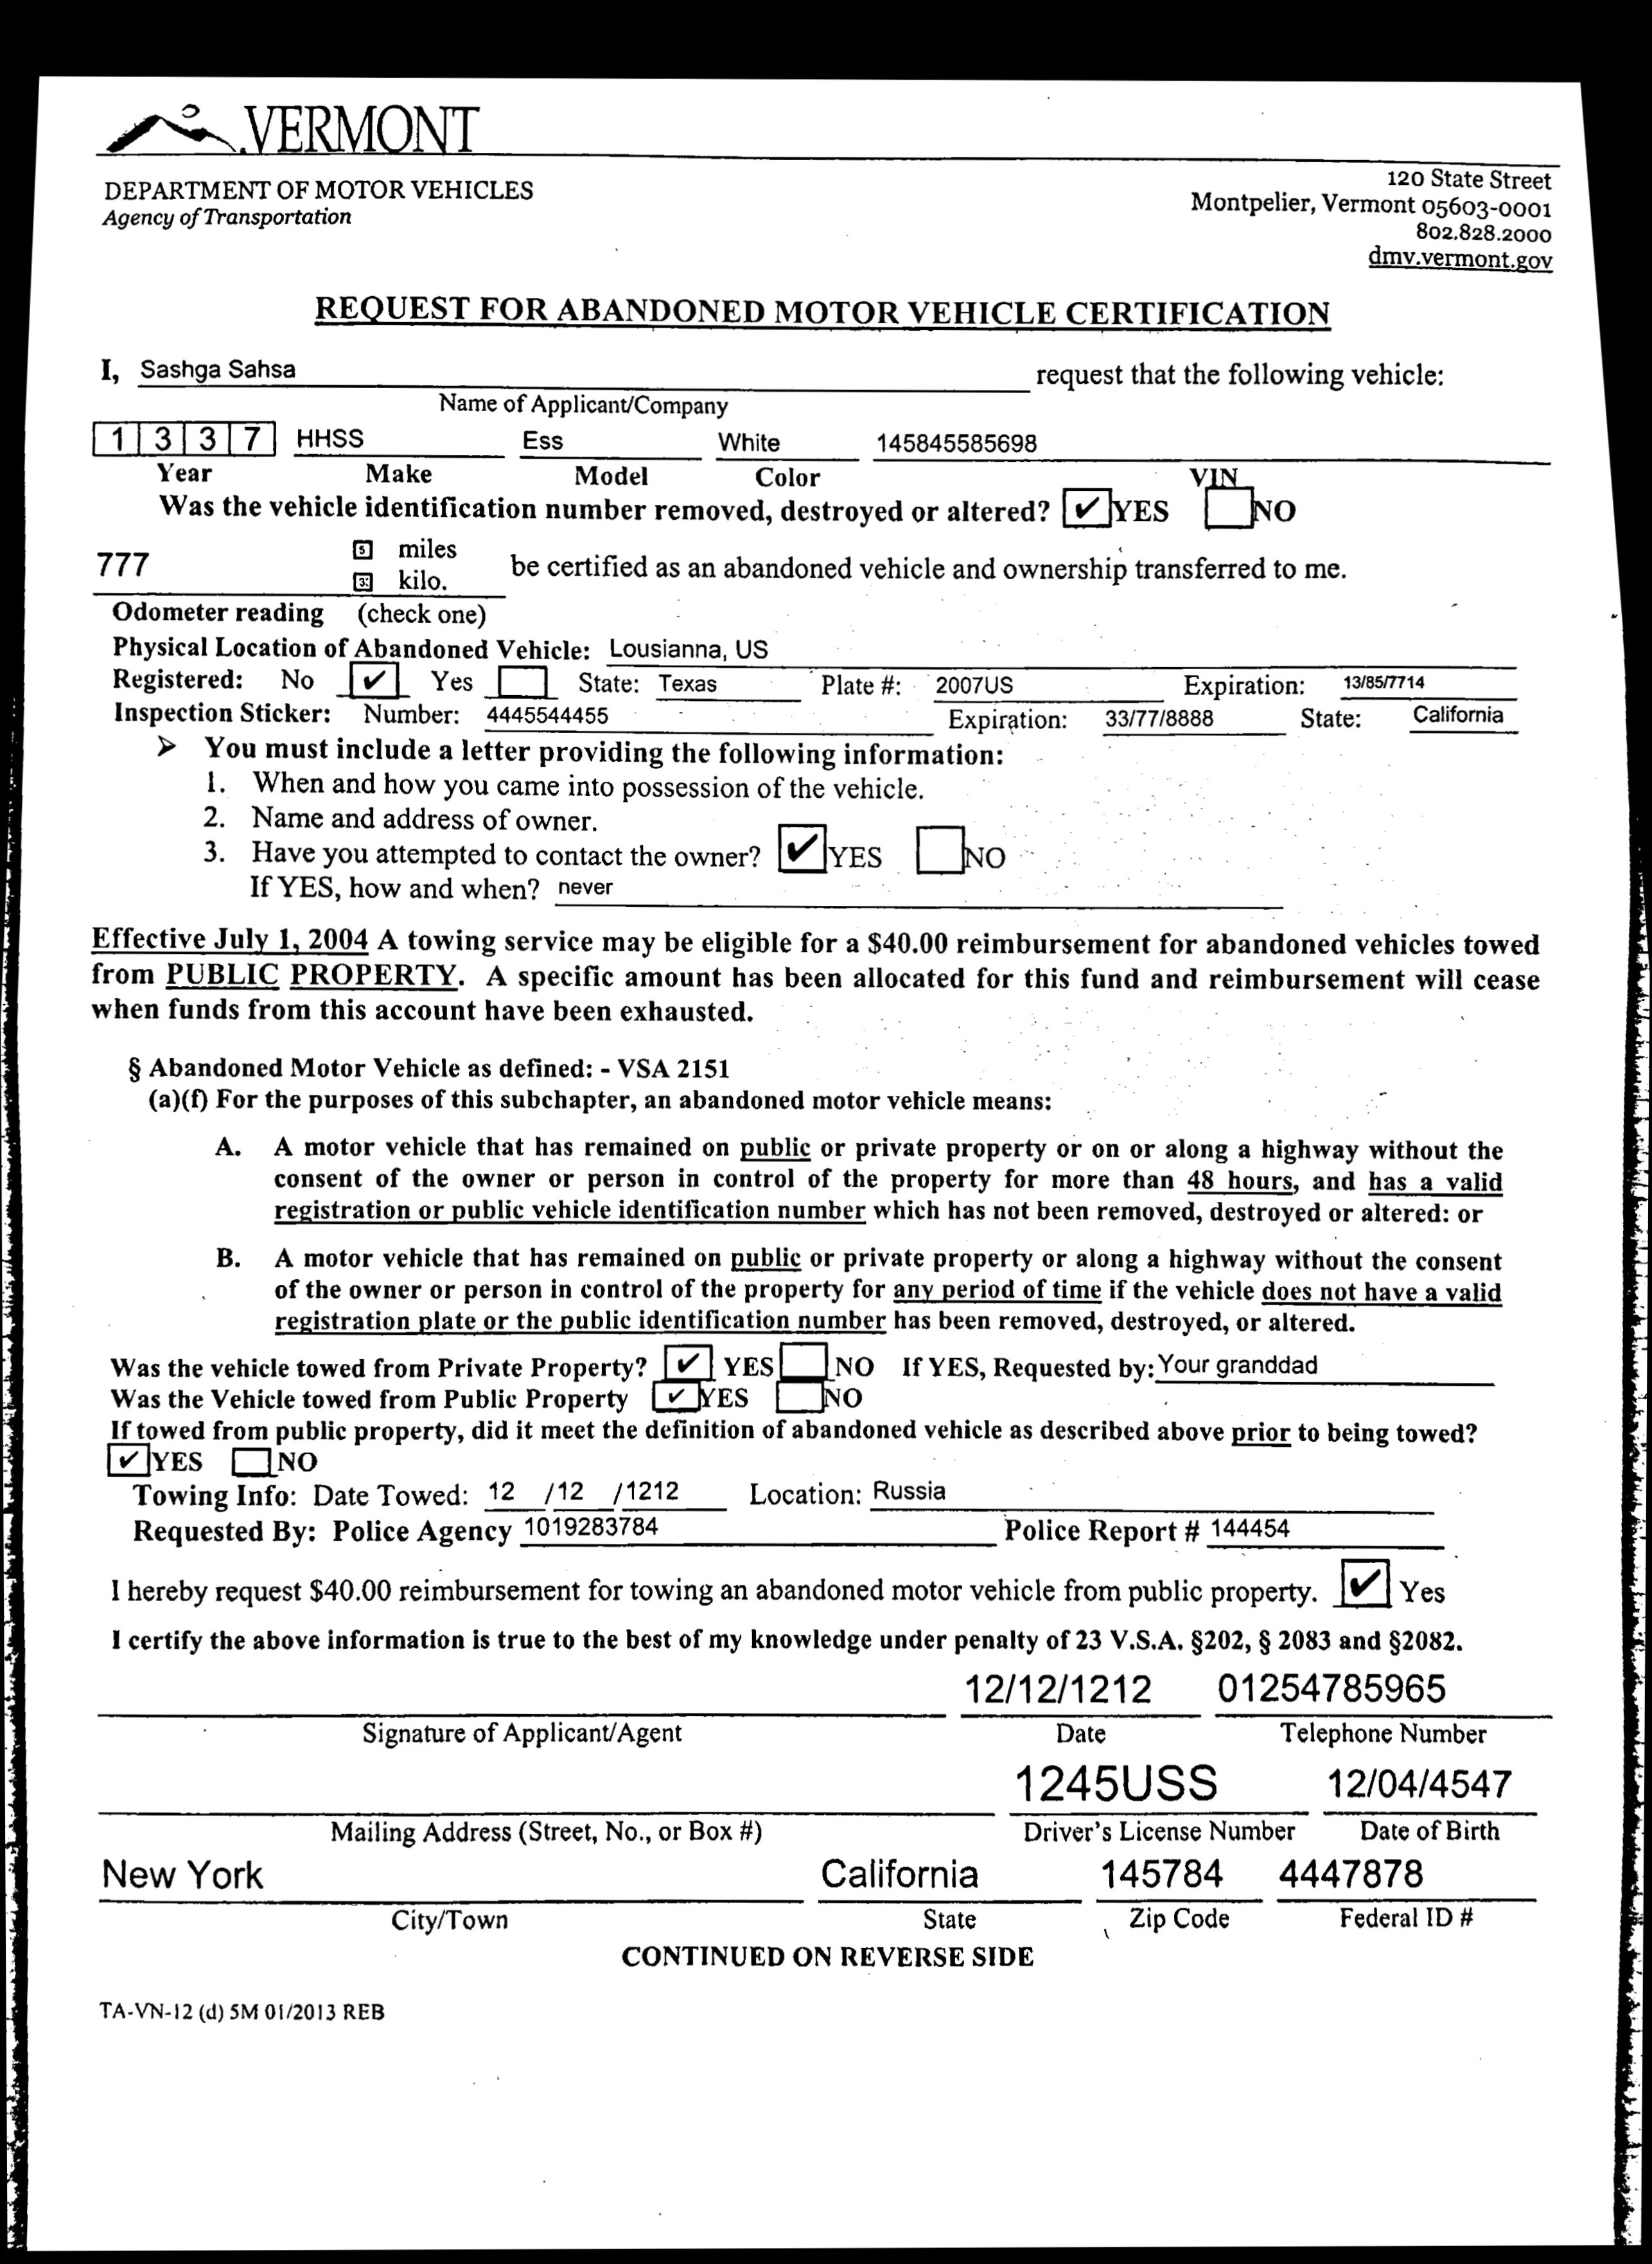 VERMONT
DEPARTMENT OF MOTOR VEHICLES
Agency of Transportation
120 State Street
Montpelier, Vermont 05603-0001
802.828.2000
dmv.vermont.gov
REQUEST FOR ABANDONED MOTOR VEHICLE CERTIFICATION
I, Sashga Sahsa request that the following vehicle:
Name of Applicant/Company
1 3 3 7 HHSS Ess White 145845585698
Year Make Model Color VIN
Was the vehicle identification number removed, destroyed or altered? ✔ YES NO
777 5 miles
33 kilo. be certified as an abandoned vehicle and ownership transferred to me.
Odometer reading (check one)
Physical Location of Abandoned Vehicle: Lousianna, US
Registered: No ✔ Yes State: Texas Plate #: 2007US Expiration: 13/85/7714
Inspection Sticker: Number: 4445544455 Expiration: 33/77/8888 State: California
➤ You must include a letter providing the following information:
1. When and how you came into possession of the vehicle.
2. Name and address of owner.
3. Have you attempted to contact the owner? ✔ YES NO
If YES, how and when? never
Effective July 1, 2004 A towing service may be eligible for a $40.00 reimbursement for abandoned vehicles towed
from PUBLIC PROPERTY. A specific amount has been allocated for this fund and reimbursement will cease
when funds from this account have been exhausted.
§ Abandoned Motor Vehicle as defined: - VSA 2151
(a)(f) For the purposes of this subchapter, an abandoned motor vehicle means:
A. A motor vehicle that has remained on public or private property or on or along a highway without the
consent of the owner or person in control of the property for more than 48 hours, and has a valid
registration or public vehicle identification number which has not been removed, destroyed or altered: or
B. A motor vehicle that has remained on public or private property or along a highway without the consent
of the owner or person in control of the property for any period of time if the vehicle does not have a valid
registration plate or the public identification number has been removed, destroyed, or altered.
Was the vehicle towed from Private Property? ✔ YES NO If YES, Requested by: Your granddad
Was the Vehicle towed from Public Property ✔ YES NO
If towed from public property, did it meet the definition of abandoned vehicle as described above prior to being towed?
✔ YES NO
Towing Info: Date Towed: 12 /12 /1212 Location: Russia
Requested By: Police Agency 1019283784 Police Report # 144454
I hereby request $40.00 reimbursement for towing an abandoned motor vehicle from public property. ✔ Yes
I certify the above information is true to the best of my knowledge under penalty of 23 V.S.A. §202, § 2083 and §2082.
12/12/1212 01254785965
Signature of Applicant/Agent Date Telephone Number
1245USS 12/04/4547
Mailing Address (Street, No., or Box #) Driver's License Number Date of Birth
New York California 145784 4447878
City/Town State Zip Code Federal ID #
CONTINUED ON REVERSE SIDE
TA-VN-12 (d) 5M 01/2013 REB